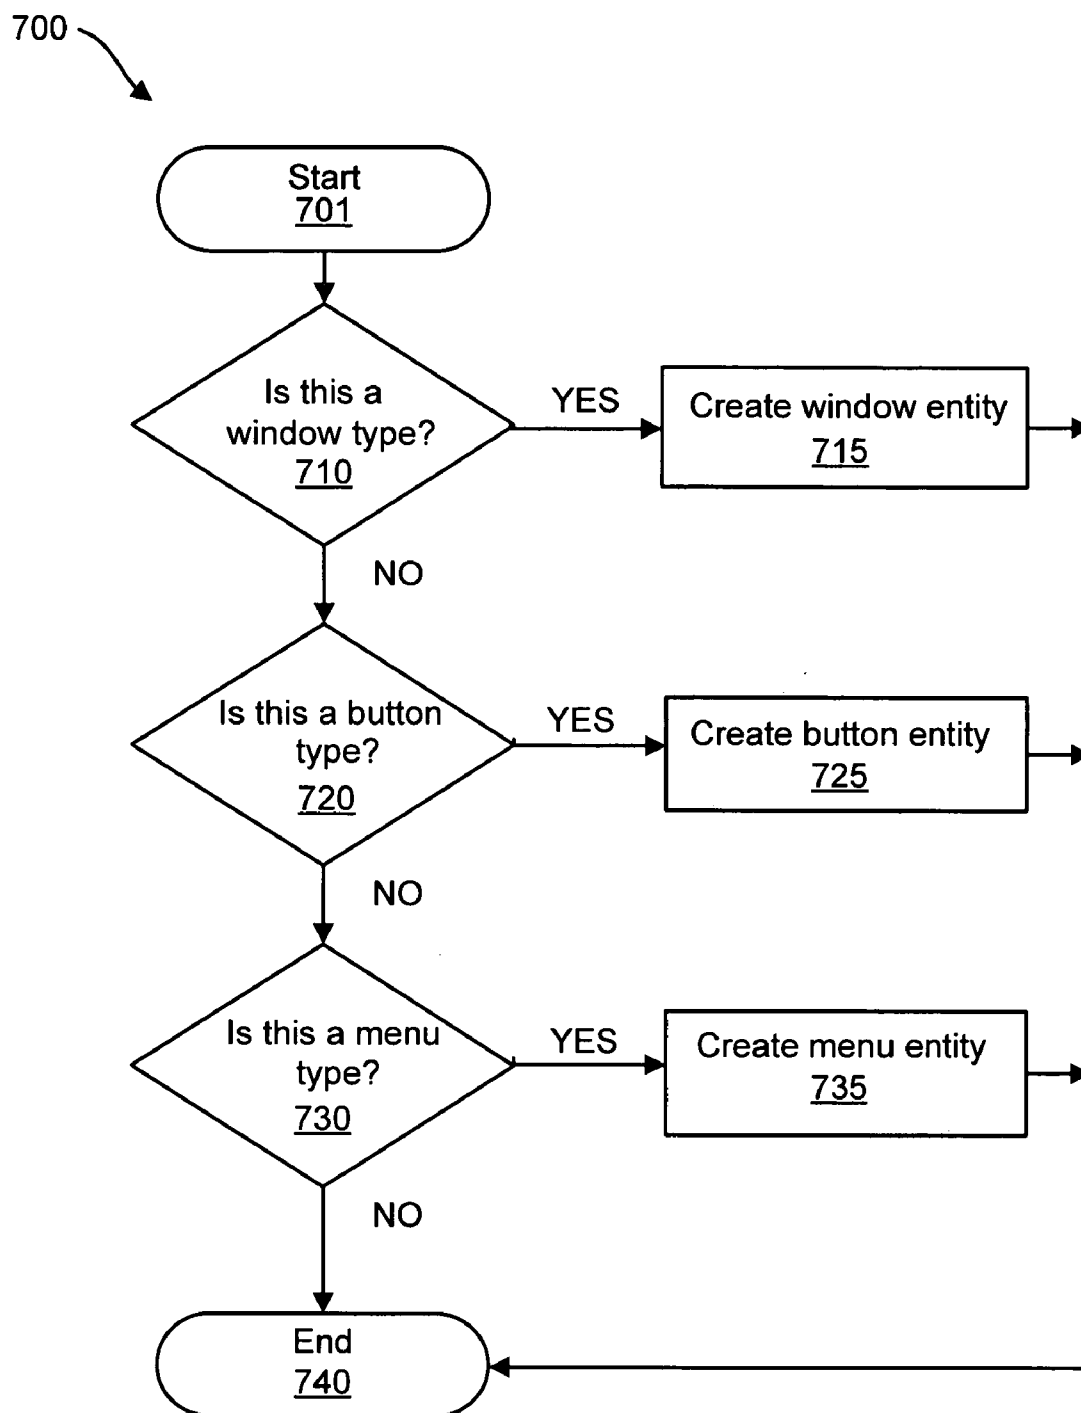 700
Start
701
Is this a
window type?
710
YES
Create window entity
715
NO
Is this a button
type?
720
YES
Create button entity
725
NO
Is this a menu
type?
730
YES
Create menu entity
735
NO
End
740